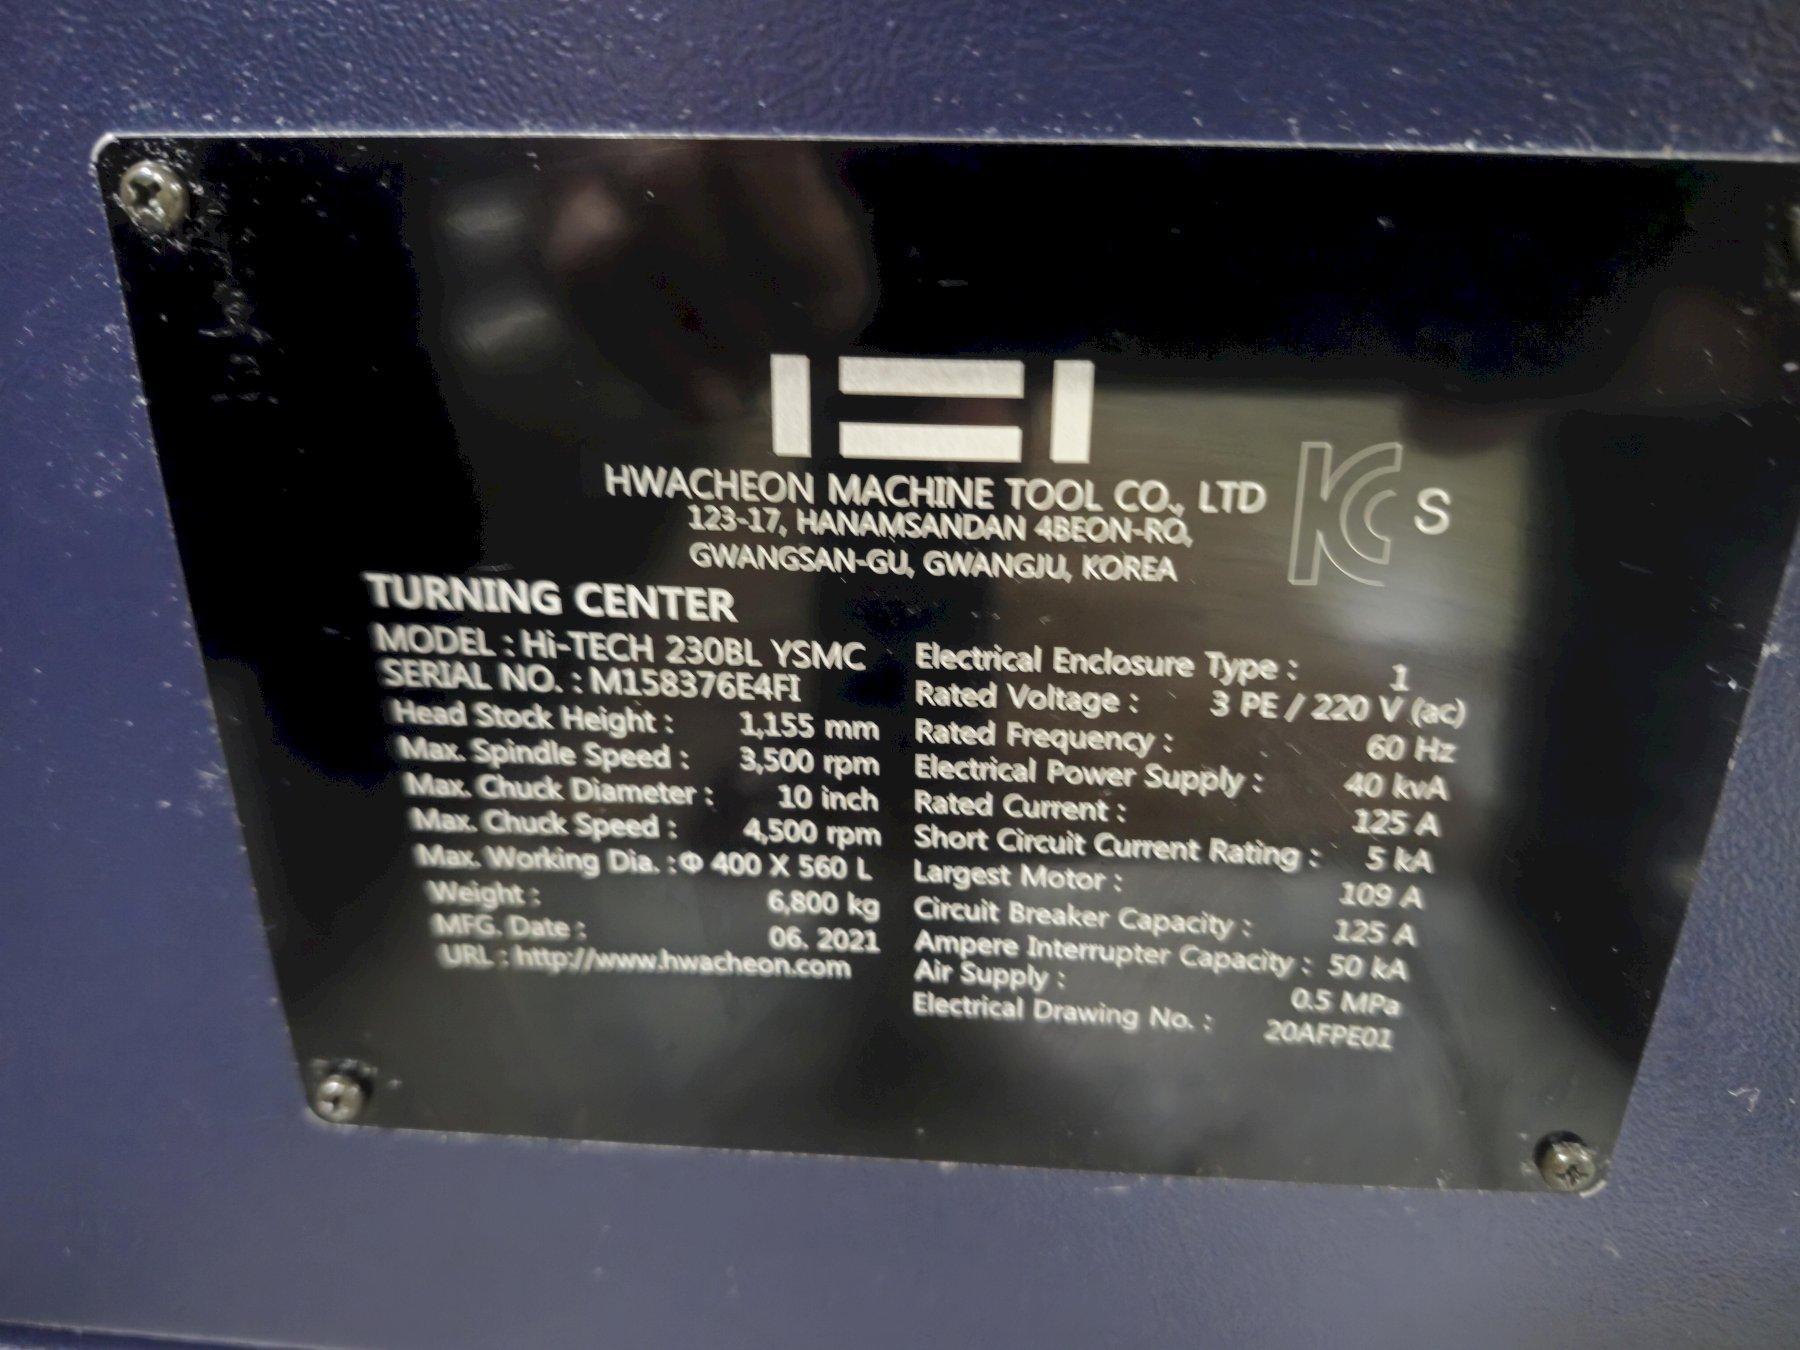 HWACHEON MACHINE TOOL CO., LTD
123-17, HANAMSANDAN 4BEON-RO,
GWANGSAN-GU, GWANGJU, KOREA
KC S
TURNING CENTER
MODEL : Hi-TECH 230BL YSMC
SERIAL NO. : M158376E4FI
Head Stock Height : 1,155 mm
Max. Spindle Speed : 3,500 rpm
Max. Chuck Diameter : 10 inch
Max. Chuck Speed : 4,500 rpm
Max. Working Dia. : Φ 400 X 560 L
Weight : 6,800 kg
MFG. Date : 06. 2021
URL : http://www.hwacheon.com
Electrical Enclosure Type : 1
Rated Voltage : 3 PE / 220 V (ac)
Rated Frequency : 60 Hz
Electrical Power Supply : 40 kvA
Rated Current : 125 A
Short Circuit Current Rating : 5 kA
Largest Motor : 109 A
Circuit Breaker Capacity : 125 A
Ampere Interrupter Capacity : 50 kA
Air Supply : 0.5 MPa
Electrical Drawing No. : 20AFPE01